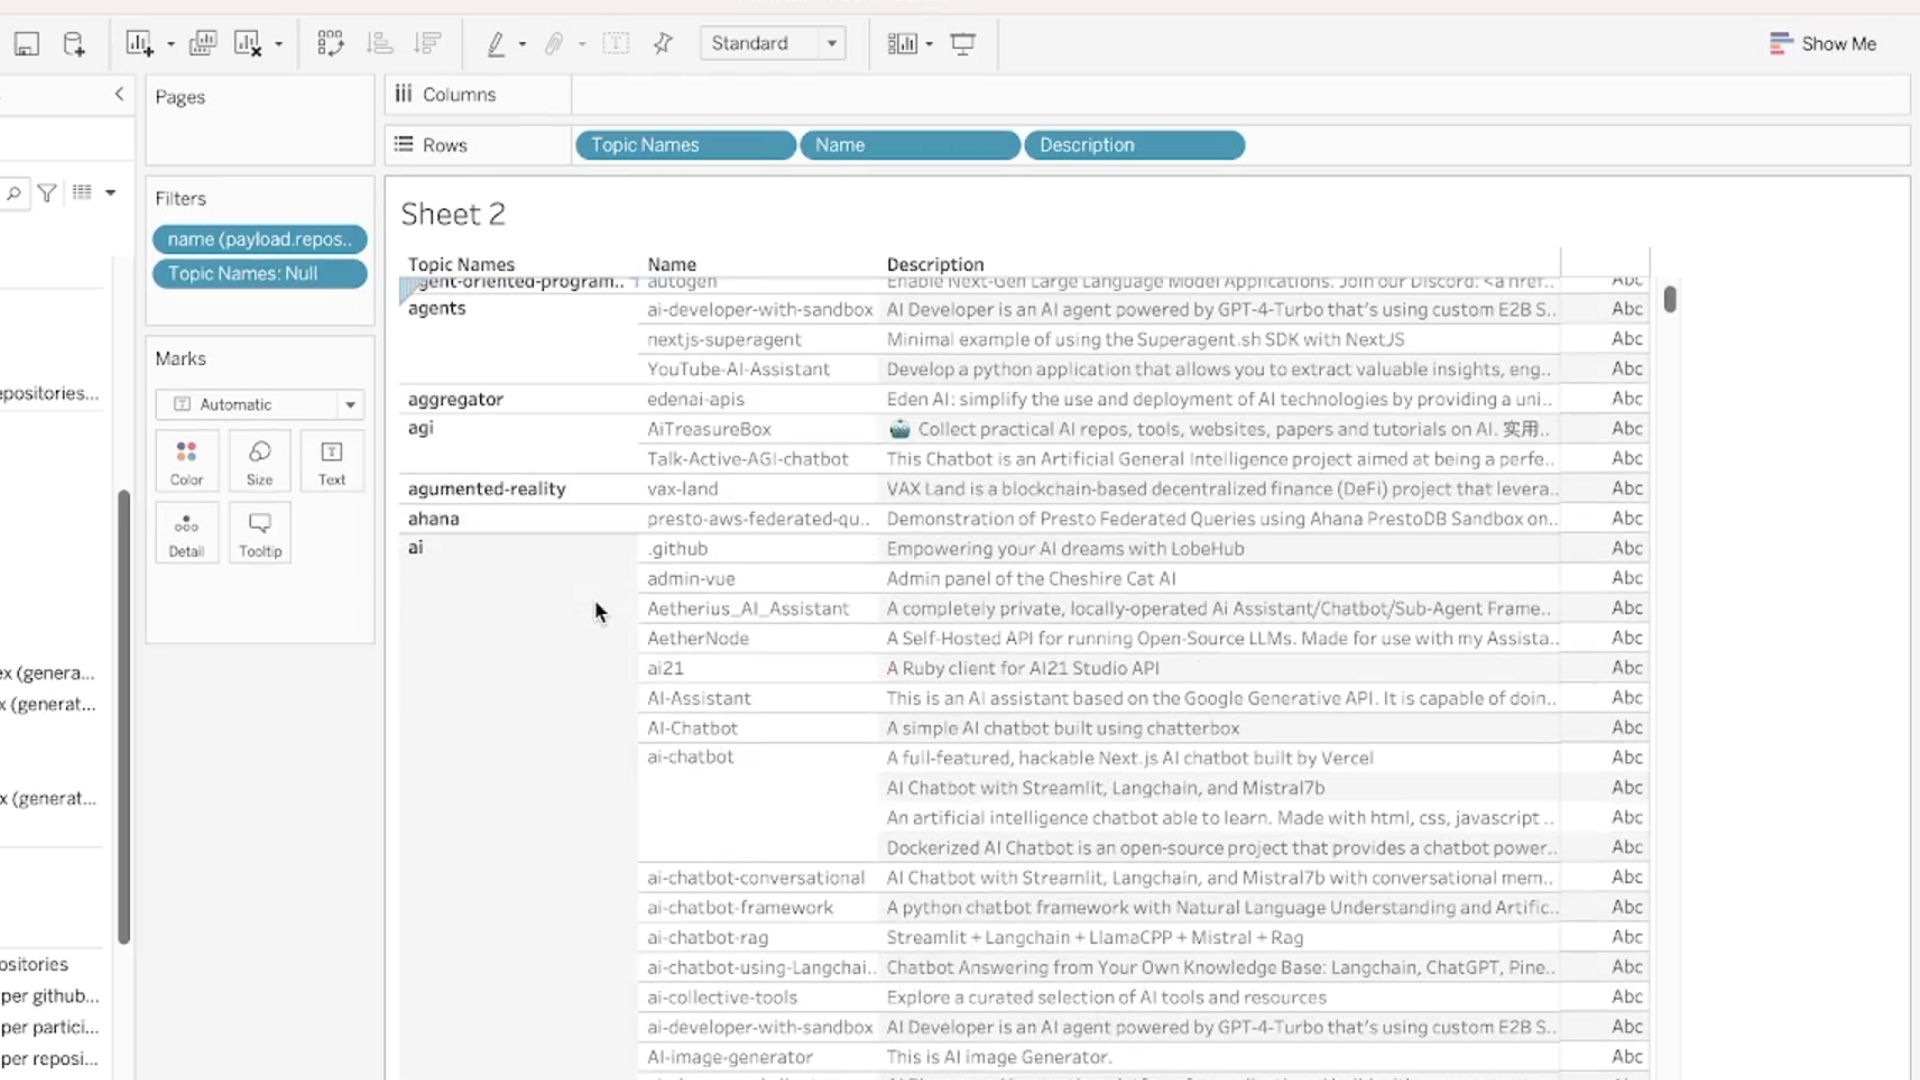 Standard
Show Me
Pages
Columns
Rows
Topic Names
Name
Description
Filters
name (payload.repos..
Topic Names: Null
Marks
Automatic
Color
Size
Text
Detail
Tooltip
epositories...
ex (genera...
x (generat...
x (generat...
ositories
per github...
per partici...
per reposi...
Sheet 2
Topic Names Name Description
gent-oriented-program.. autogen Enable Next-Gen Large Language Model Applications. Join our Discord: <a href.. Abc
agents ai-developer-with-sandbox AI Developer is an AI agent powered by GPT-4-Turbo that's using custom E2B S.. Abc
nextjs-superagent Minimal example of using the Superagent.sh SDK with NextJS Abc
YouTube-AI-Assistant Develop a python application that allows you to extract valuable insights, eng.. Abc
aggregator edenai-apis Eden AI: simplify the use and deployment of AI technologies by providing a uni.. Abc
agi AiTreasureBox 🤖 Collect practical AI repos, tools, websites, papers and tutorials on AI. 实用.. Abc
Talk-Active-AGI-chatbot This Chatbot is an Artificial General Intelligence project aimed at being a perfe.. Abc
agumented-reality vax-land VAX Land is a blockchain-based decentralized finance (DeFi) project that levera.. Abc
ahana presto-aws-federated-qu.. Demonstration of Presto Federated Queries using Ahana PrestoDB Sandbox on.. Abc
ai .github Empowering your AI dreams with LobeHub Abc
admin-vue Admin panel of the Cheshire Cat AI Abc
Aetherius_AI_Assistant A completely private, locally-operated Ai Assistant/Chatbot/Sub-Agent Frame.. Abc
AetherNode A Self-Hosted API for running Open-Source LLMs. Made for use with my Assista.. Abc
ai21 A Ruby client for AI21 Studio API Abc
AI-Assistant This is an AI assistant based on the Google Generative API. It is capable of doin.. Abc
AI-Chatbot A simple AI chatbot built using chatterbox Abc
ai-chatbot A full-featured, hackable Next.js AI chatbot built by Vercel Abc
AI Chatbot with Streamlit, Langchain, and Mistral7b Abc
An artificial intelligence chatbot able to learn. Made with html, css, javascript .. Abc
Dockerized AI Chatbot is an open-source project that provides a chatbot power.. Abc
ai-chatbot-conversational AI Chatbot with Streamlit, Langchain, and Mistral7b with conversational mem.. Abc
ai-chatbot-framework A python chatbot framework with Natural Language Understanding and Artific.. Abc
ai-chatbot-rag Streamlit + Langchain + LlamaCPP + Mistral + Rag Abc
ai-chatbot-using-Langchai.. Chatbot Answering from Your Own Knowledge Base: Langchain, ChatGPT, Pine.. Abc
ai-collective-tools Explore a curated selection of AI tools and resources Abc
ai-developer-with-sandbox AI Developer is an AI agent powered by GPT-4-Turbo that's using custom E2B S.. Abc
AI-image-generator This is AI image Generator. Abc